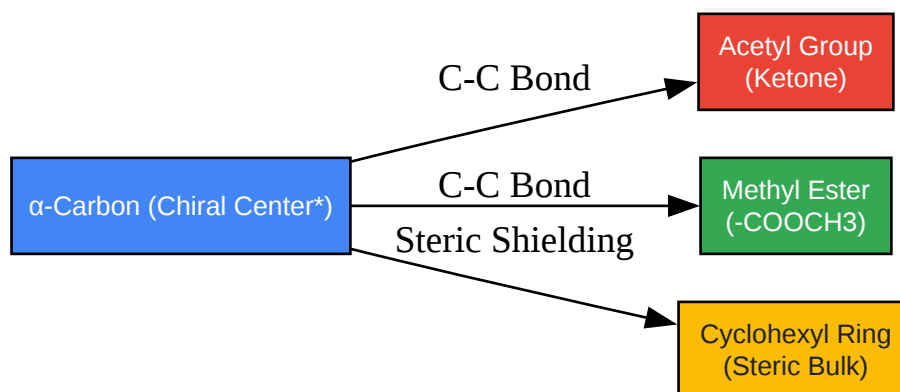 Acetyl Group
(Ketone)
C-C Bond
α-Carbon (Chiral Center*)
C-C Bond
Methyl Ester
(-COOCH3)
Steric Shielding
Cyclohexyl Ring
(Steric Bulk)